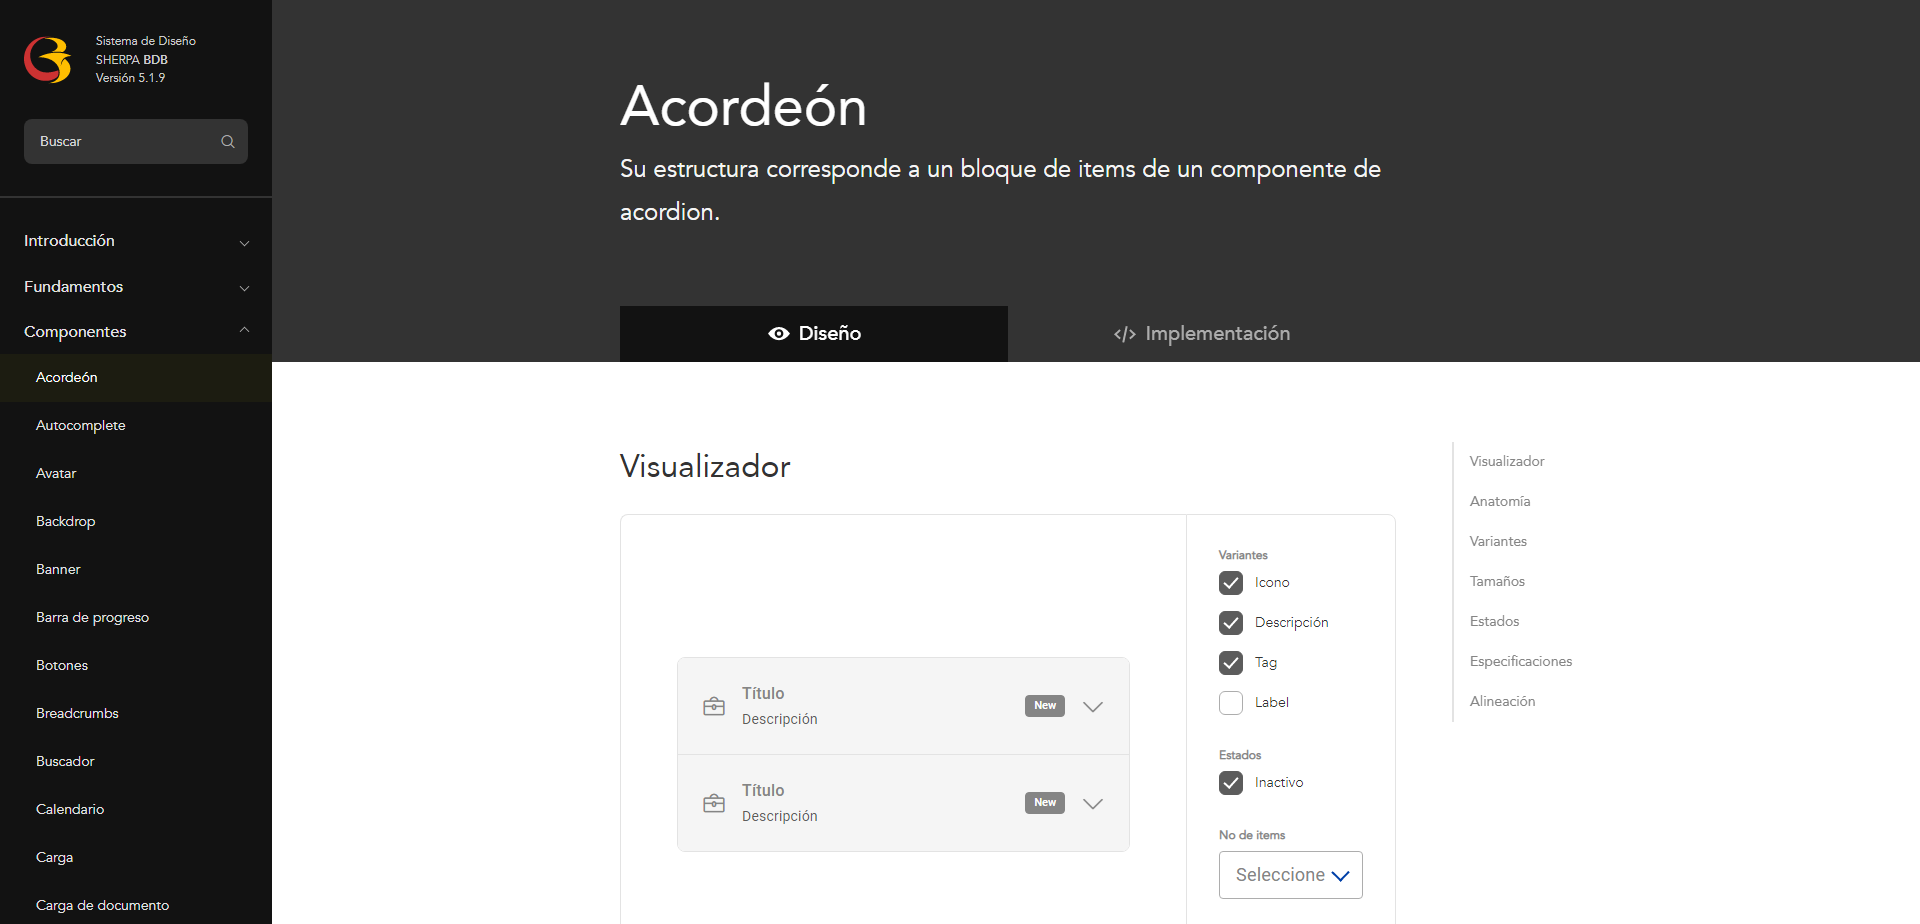 Sistema de Diseño
SHERPA BDB
Versión 5.1.9
Buscar
Introducción
Fundamentos
Componentes
Acordeón
Autocomplete
Avatar
Backdrop
Banner
Barra de progreso
Botones
Breadcrumbs
Buscador
Calendario
Carga
Carga de documento
Acordeón
Su estructura corresponde a un bloque de items de un componente de
acordion.
Diseño
</> Implementación
Visualizador
Título
Descripción
New
Título
Descripción
New
Variantes
Icono
Descripción
Tag
Label
Estados
Inactivo
No de items
Seleccione
Visualizador
Anatomía
Variantes
Tamaños
Estados
Especificaciones
Alineación